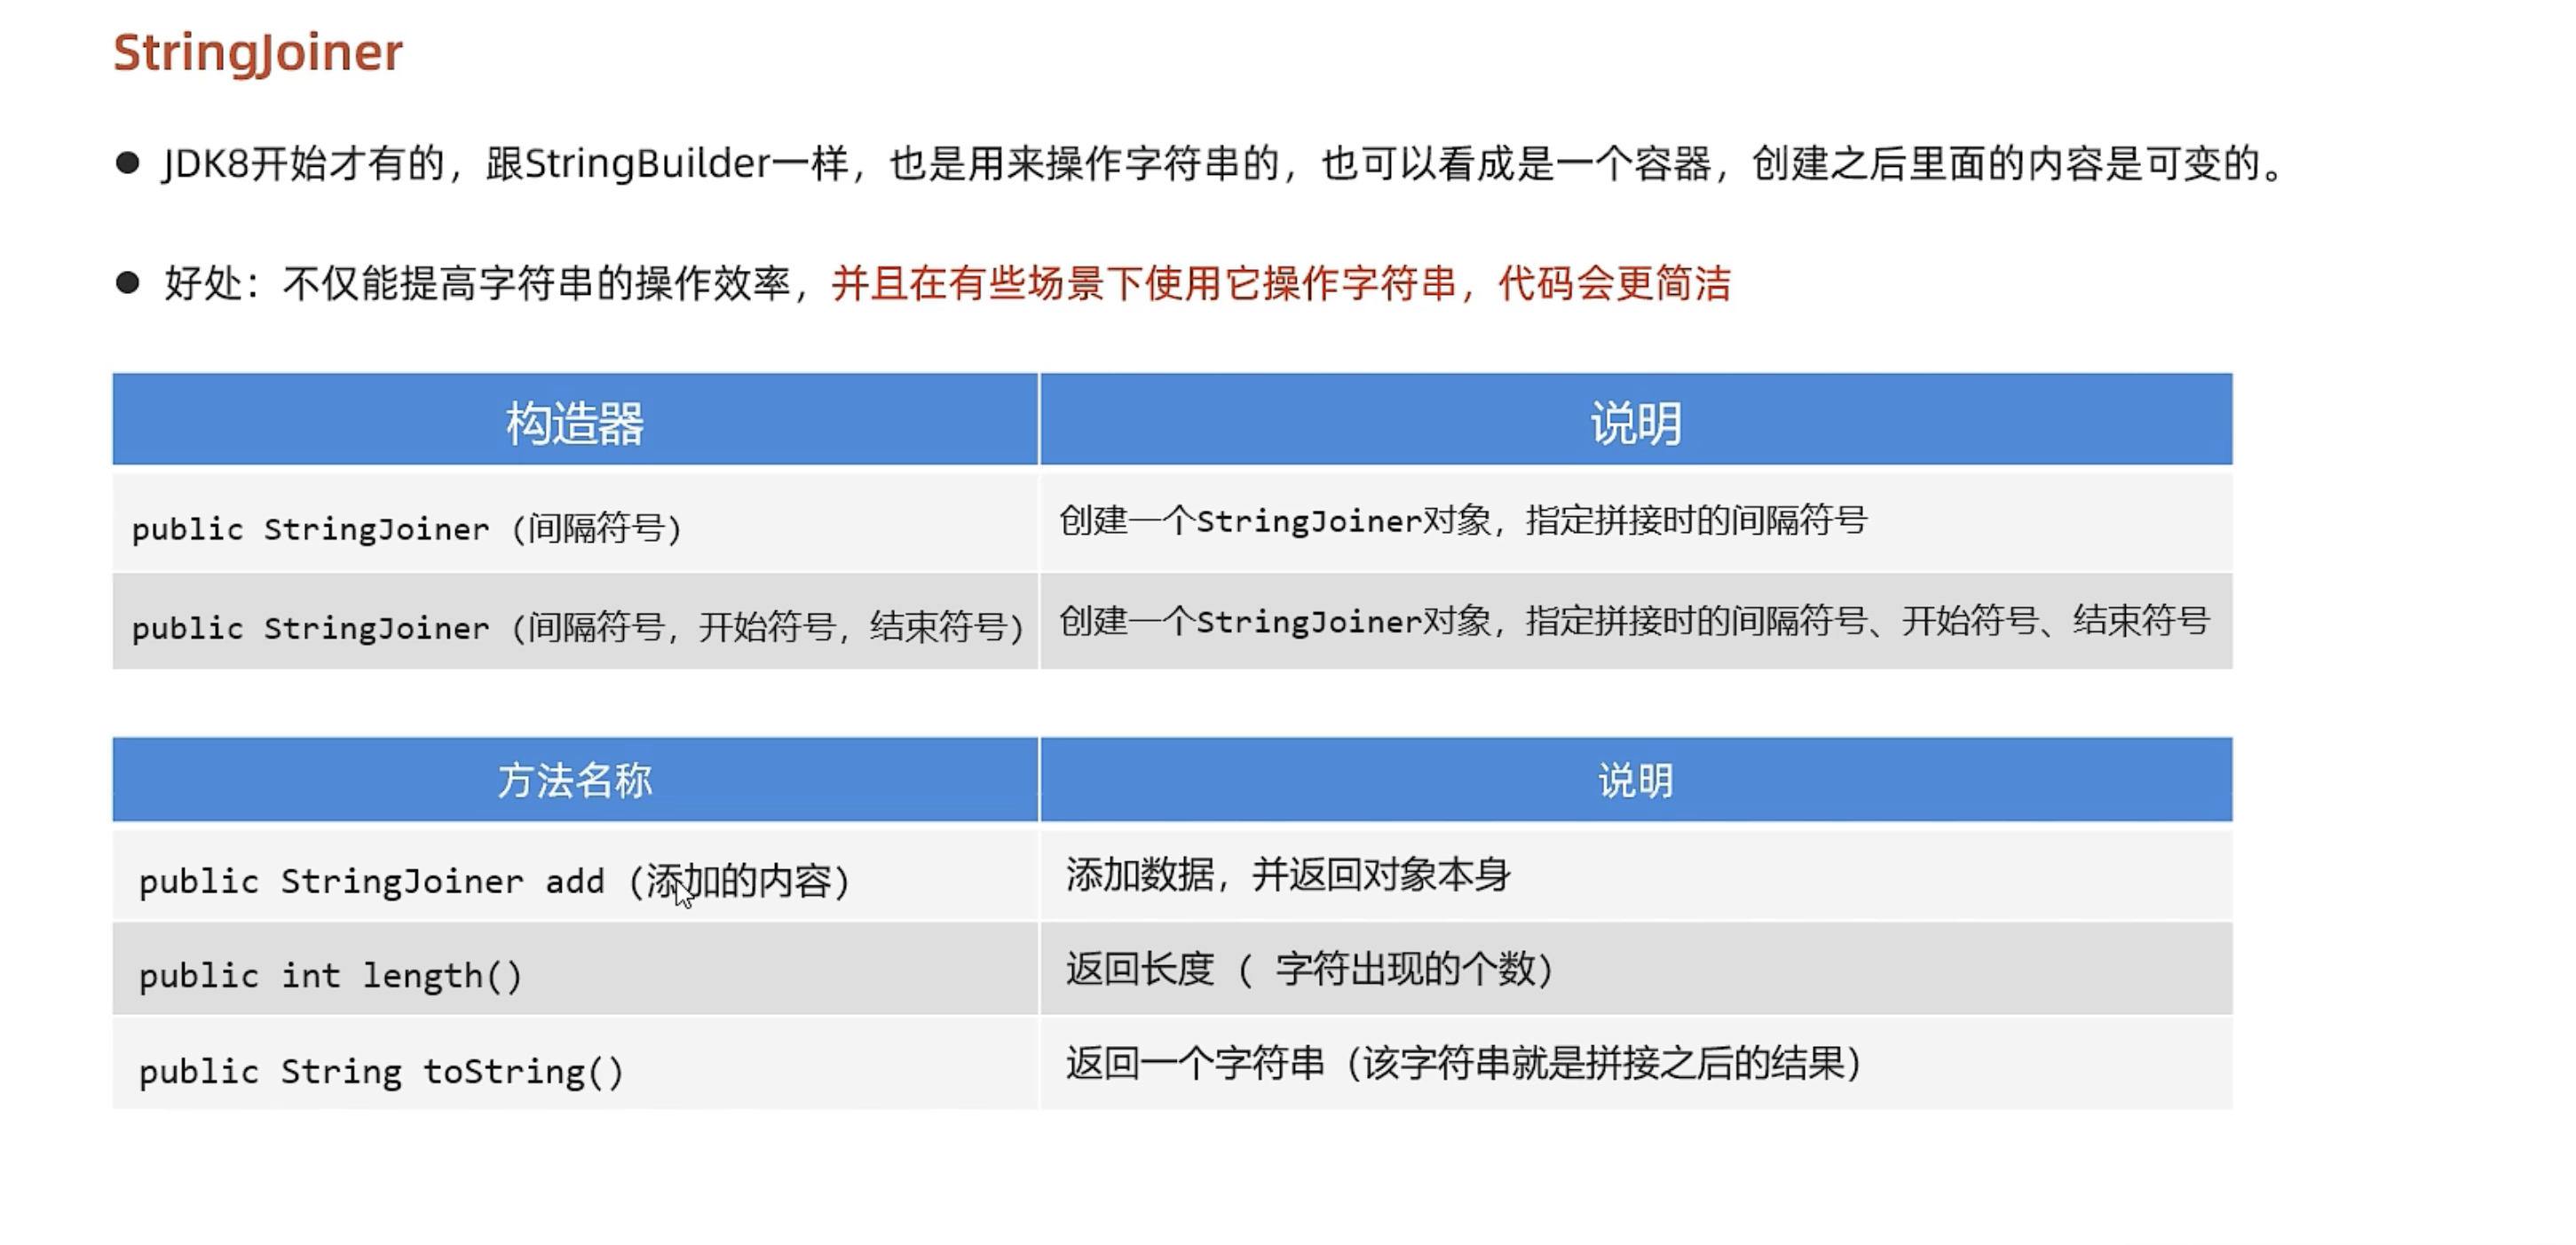 StringJoiner
● JDK8开始才有的，跟StringBuilder一样，也是用来操作字符串的，也可以看成是一个容器，创建之后里面的内容是可变的。
● 好处：不仅能提高字符串的操作效率，并且在有些场景下使用它操作字符串，代码会更简洁
构造器 说明
public StringJoiner (间隔符号) 创建一个StringJoiner对象，指定拼接时的间隔符号
public StringJoiner (间隔符号，开始符号，结束符号) 创建一个StringJoiner对象，指定拼接时的间隔符号、开始符号、结束符号
方法名称 说明
public StringJoiner add (添加的内容) 添加数据，并返回对象本身
public int length() 返回长度 ( 字符出现的个数)
public String toString() 返回一个字符串（该字符串就是拼接之后的结果）